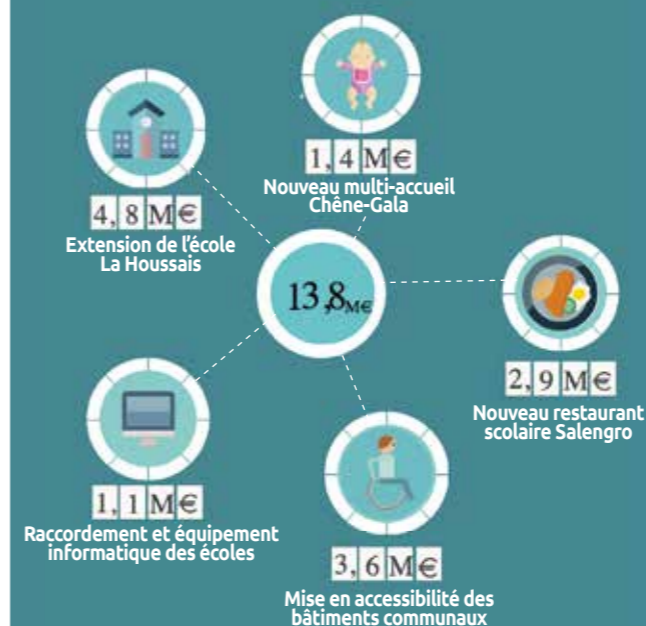 1,4 M€
Nouveau multi-accueil
Chêne-Gala
4,8 M€
Extension de l'école
La Houssais
13,8 M€
2,9 M€
Nouveau restaurant
scolaire Salengro
1,1 M€
Raccordement et équipement
informatique des écoles
3,6 M€
Mise en accessibilité des
bâtiments communaux